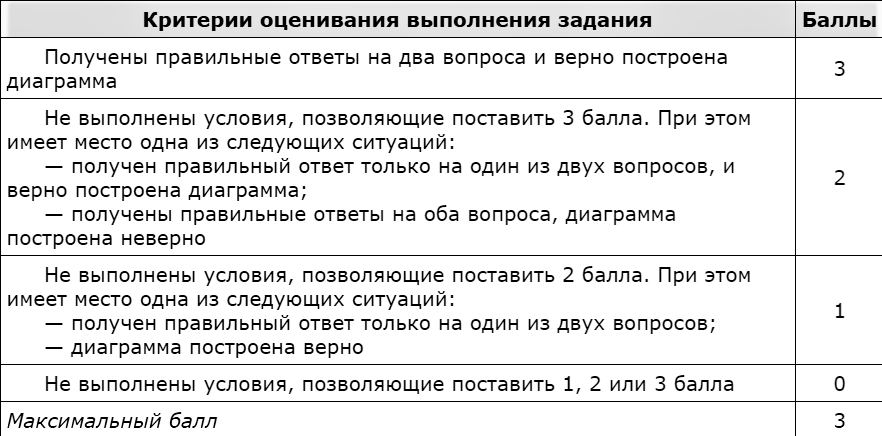 Критерии оценивания выполнения задания Баллы
Получены правильные ответы на два вопроса и верно построена
диаграмма
3
Не выполнены условия, позволяющие поставить 3 балла. При этом
имеет место одна из следующих ситуаций:
— получен правильный ответ только на один из двух вопросов, и
верно построена диаграмма;
— получены правильные ответы на оба вопроса, диаграмма
построена неверно
2
Не выполнены условия, позволяющие поставить 2 балла. При этом
имеет место одна из следующих ситуаций:
— получен правильный ответ только на один из двух вопросов;
— диаграмма построена верно
1
Не выполнены условия, позволяющие поставить 1, 2 или 3 балла 0
Максимальный балл 3